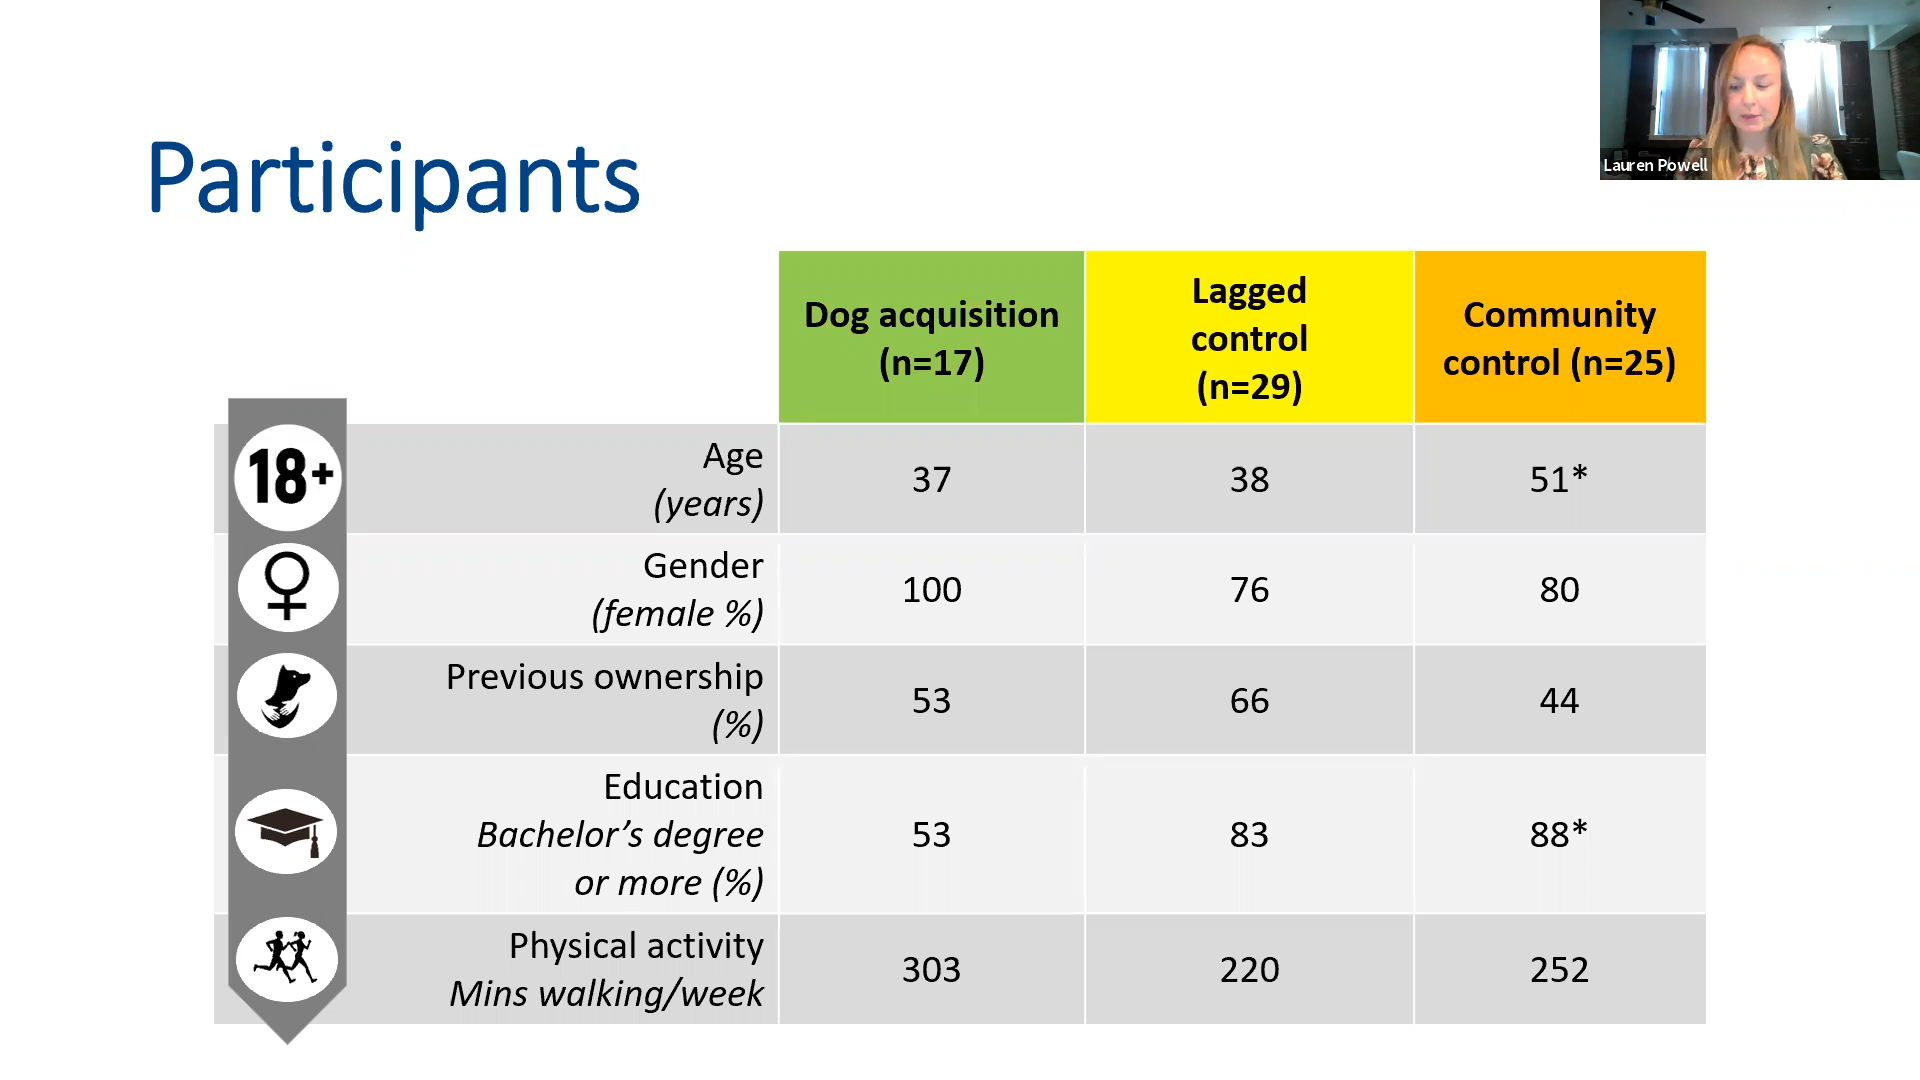 Lauren Powell
Participants
Dog acquisition
(n=17)
Lagged
control
(n=29)
Community
control (n=25)
18+
Age
(years)
37
38
51*
Gender
(female %)
100
76
80
Previous ownership
(%)
53
66
44
Education
Bachelor’s degree
or more (%)
53
83
88*
Physical activity
Mins walking/week
303
220
252